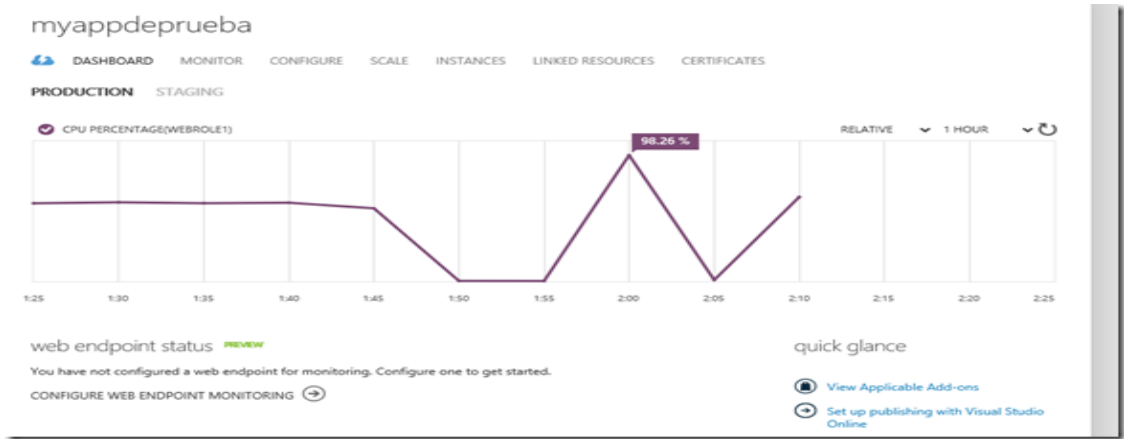 myappdeprueba
DASHBOARD MONITOR CONFIGURE SCALE INSTANCES LINKED RESOURCES CERTIFICATES
PRODUCTION STAGING
CPU PERCENTAGE(WEBROLE1) RELATIVE 1 HOUR
98.26 %
1:25 1:30 1:35 1:40 1:45 1:50 1:55 2:00 2:05 2:10 2:15 2:20 2:25
web endpoint status PREVIEW
You have not configured a web endpoint for monitoring. Configure one to get started.
CONFIGURE WEB ENDPOINT MONITORING
quick glance
View Applicable Add-ons
Set up publishing with Visual Studio
Online